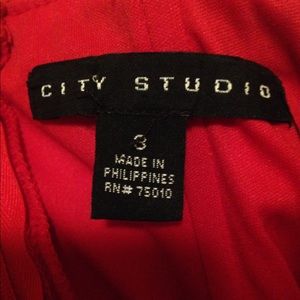 CITY STUDIO
3
MADE IN
PHILIPPINES
RN# 75010